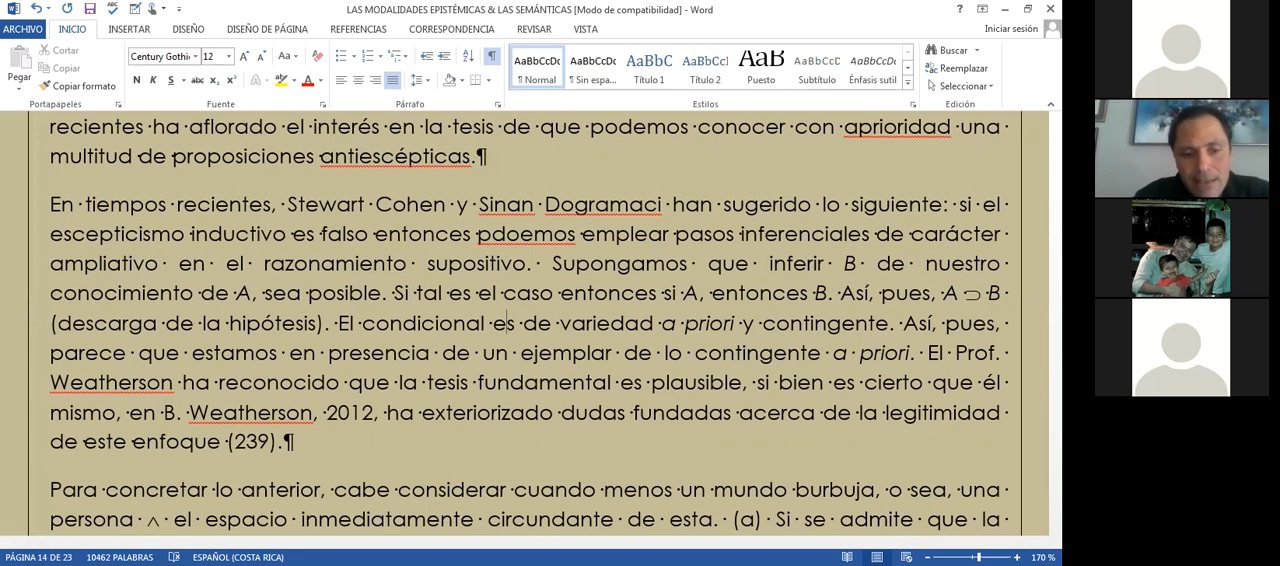 LAS MODALIDADES EPISTÉMICAS & LAS SEMÁNTICAS [Modo de compatibilidad] - Word
ARCHIVO INICIO INSERTAR DISEÑO DISEÑO DE PÁGINA REFERENCIAS CORRESPONDENCIA REVISAR VISTA Iniciar sesión
Pegar
Cortar
Copiar
Copiar formato
Portapapeles
Century Gothi 12
Fuente
Párrafo
AaBbCcDc AaBbCcDc AaBbC AaBbCcl AaB AaBbCcD AaBbCcDt
¶ Normal ¶ Sin espa... Título 1 Título 2 Puesto Subtítulo Énfasis sutil
Estilos
Buscar
Reemplazar
Seleccionar
Edición
recientes ha aflorado el interés en la tesis de que podemos conocer con aprioridad una
multitud de proposiciones antiescépticas.¶
En tiempos recientes, Stewart Cohen y Sinan Dogramaci han sugerido lo siguiente: si el
escepticismo inductivo es falso entonces pdoemos emplear pasos inferenciales de carácter
ampliativo en el razonamiento supositivo. Supongamos que inferir B de nuestro
conocimiento de A, sea posible. Si tal es el caso entonces si A, entonces B. Así, pues, A ⊃ B
(descarga de la hipótesis). El condicional es de variedad a priori y contingente. Así, pues,
parece que estamos en presencia de un ejemplar de lo contingente a priori. El Prof.
Weatherson ha reconocido que la tesis fundamental es plausible, si bien es cierto que él
mismo, en B. Weatherson, 2012, ha exteriorizado dudas fundadas acerca de la legitimidad
de este enfoque (239).¶
Para concretar lo anterior, cabe considerar cuando menos un mundo burbuja, o sea, una
persona ∧ el espacio inmediatamente circundante de esta. (a) Si se admite que la
PÁGINA 14 DE 23 10462 PALABRAS ESPAÑOL (COSTA RICA) 170 %